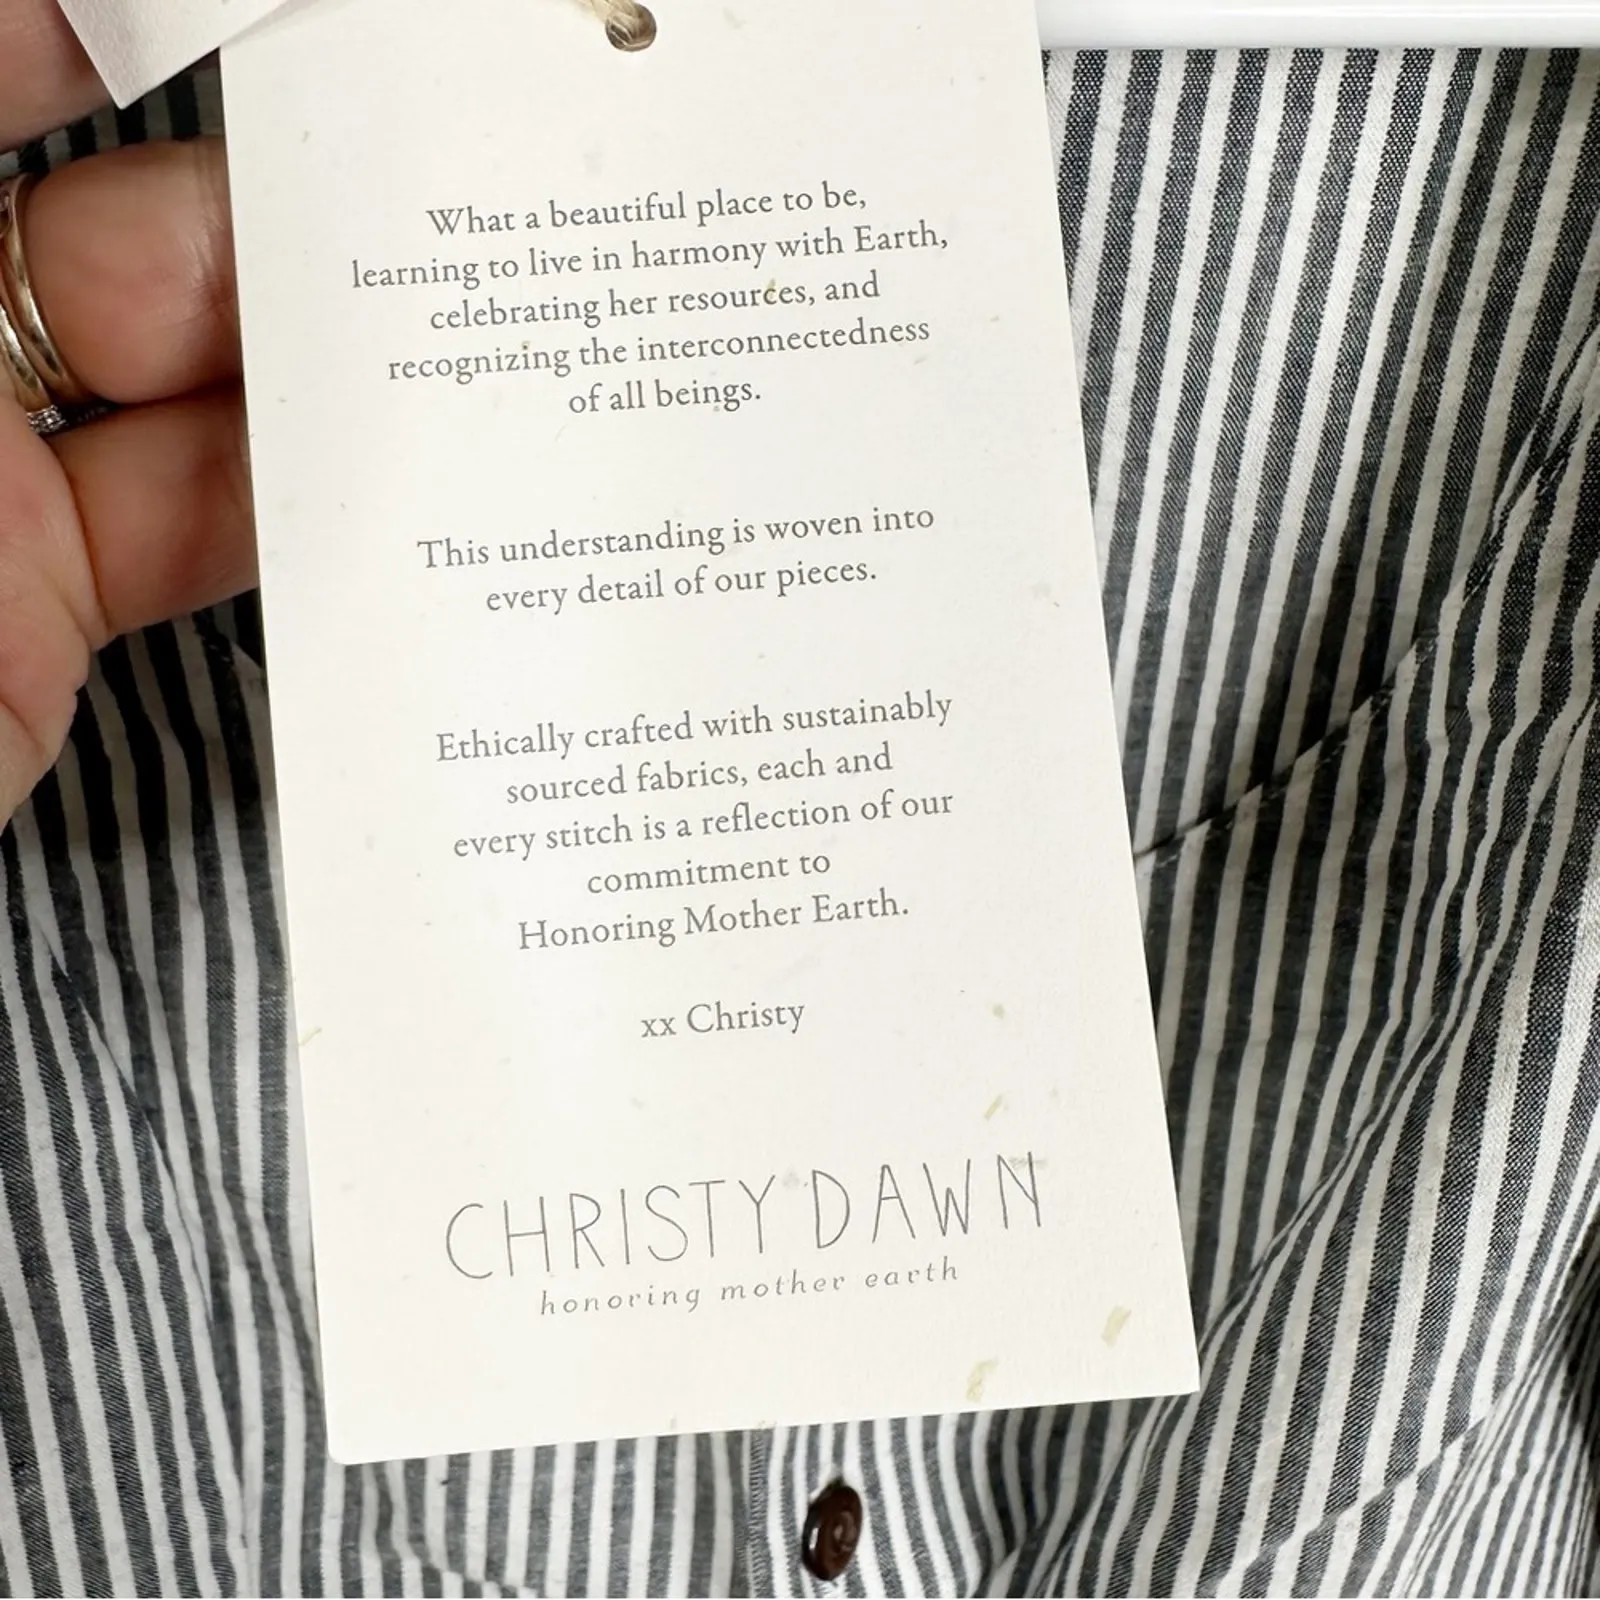 What a beautiful place to be,
learning to live in harmony with Earth,
celebrating her resources, and
recognizing the interconnectedness
of all beings.
This understanding is woven into
every detail of our pieces.
Ethically crafted with sustainably
sourced fabrics, each and
every stitch is a reflection of our
commitment to
Honoring Mother Earth.
xx Christy
CHRISTY DAWN
honoring mother earth